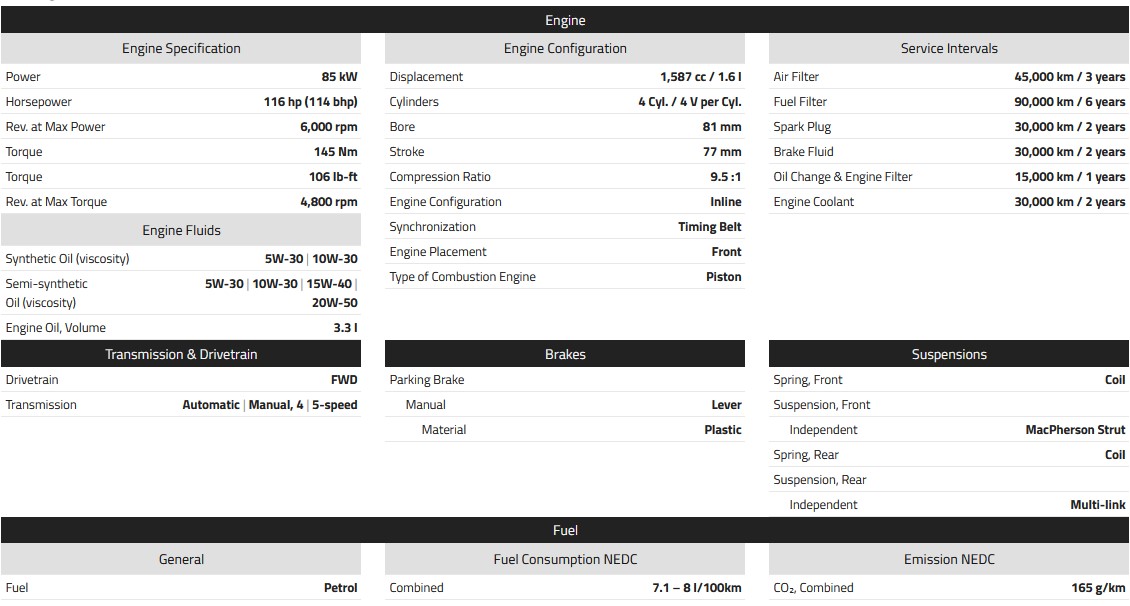 Engine
Engine Specification
Power 85 kW
Horsepower 116 hp (114 bhp)
Rev. at Max Power 6,000 rpm
Torque 145 Nm
Torque 106 lb-ft
Rev. at Max Torque 4,800 rpm
Engine Fluids
Synthetic Oil (viscosity) 5W-30 | 10W-30
Semi-synthetic 5W-30 | 10W-30 | 15W-40 |
Oil (viscosity) 20W-50
Engine Oil, Volume 3.3 l
Engine Configuration
Displacement 1,587 cc / 1.6 l
Cylinders 4 Cyl. / 4 V per Cyl.
Bore 81 mm
Stroke 77 mm
Compression Ratio 9.5 :1
Engine Configuration Inline
Synchronization Timing Belt
Engine Placement Front
Type of Combustion Engine Piston
Service Intervals
Air Filter 45,000 km / 3 years
Fuel Filter 90,000 km / 6 years
Spark Plug 30,000 km / 2 years
Brake Fluid 30,000 km / 2 years
Oil Change & Engine Filter 15,000 km / 1 years
Engine Coolant 30,000 km / 2 years
Transmission & Drivetrain
Drivetrain FWD
Transmission Automatic | Manual, 4 | 5-speed
Brakes
Parking Brake
Manual Lever
Material Plastic
Suspensions
Spring, Front Coil
Suspension, Front
Independent MacPherson Strut
Spring, Rear Coil
Suspension, Rear
Independent Multi-link
Fuel
General
Fuel Petrol
Fuel Consumption NEDC
Combined 7.1 – 8 l/100km
Emission NEDC
CO₂, Combined 165 g/km